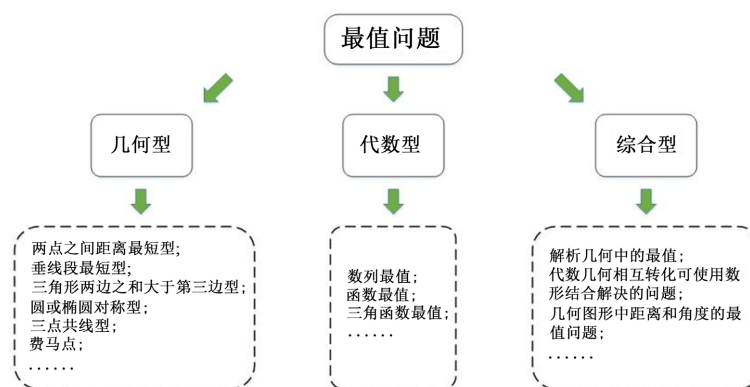 最值问题
几何型
代数型
综合型
两点之间距离最短型;
垂线段最短型;
三角形两边之和大于第三边型;
圆或椭圆对称型;
三点共线型;
费马点;
......
数列最值;
函数最值;
三角函数最值;
......
解析几何中的最值;
代数几何相互转化可使用数
形结合解决的问题;
几何图形中距离和角度的最
值问题;
......